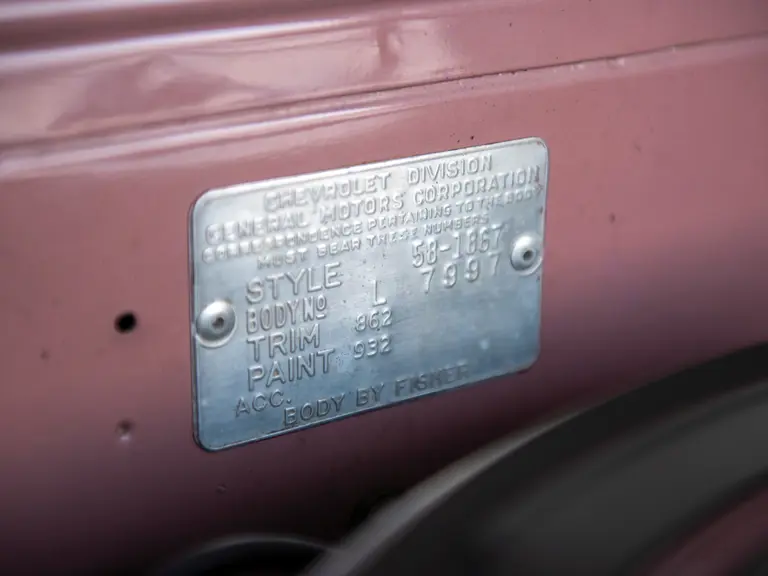 CHEVROLET DIVISION
GENERAL MOTORS CORPORATION
CORRESPONDENCE PERTAINING TO THE BODY
MUST BEAR THESE NUMBERS
STYLE 58-1867
BODY NO L 7997
TRIM 862
PAINT 932
ACC.
BODY BY FISHER